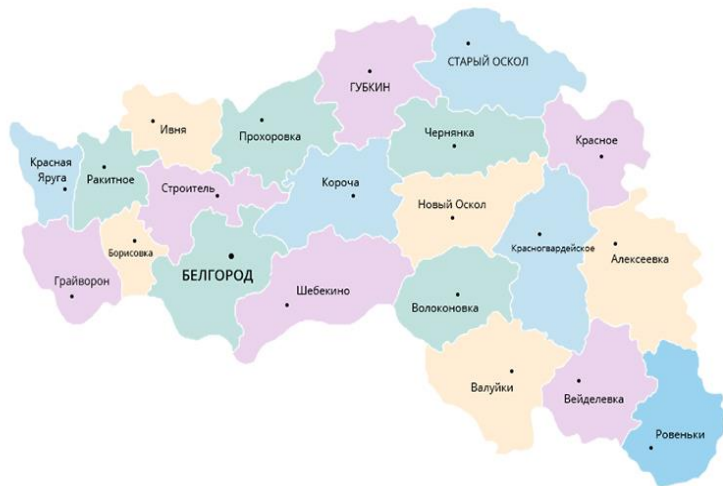 СТАРЫЙ ОСКОЛ
ГУБКИН
Ивня
Прохоровка
Чернянка
Красное
Красная
Яруга
Ракитное
Строитель
Короча
Новый Оскол
Красногвардейское
Алексеевка
Борисовка
БЕЛГОРОД
Грайворон
Шебекино
Волоконовка
Валуйки
Вейделевка
Ровеньки